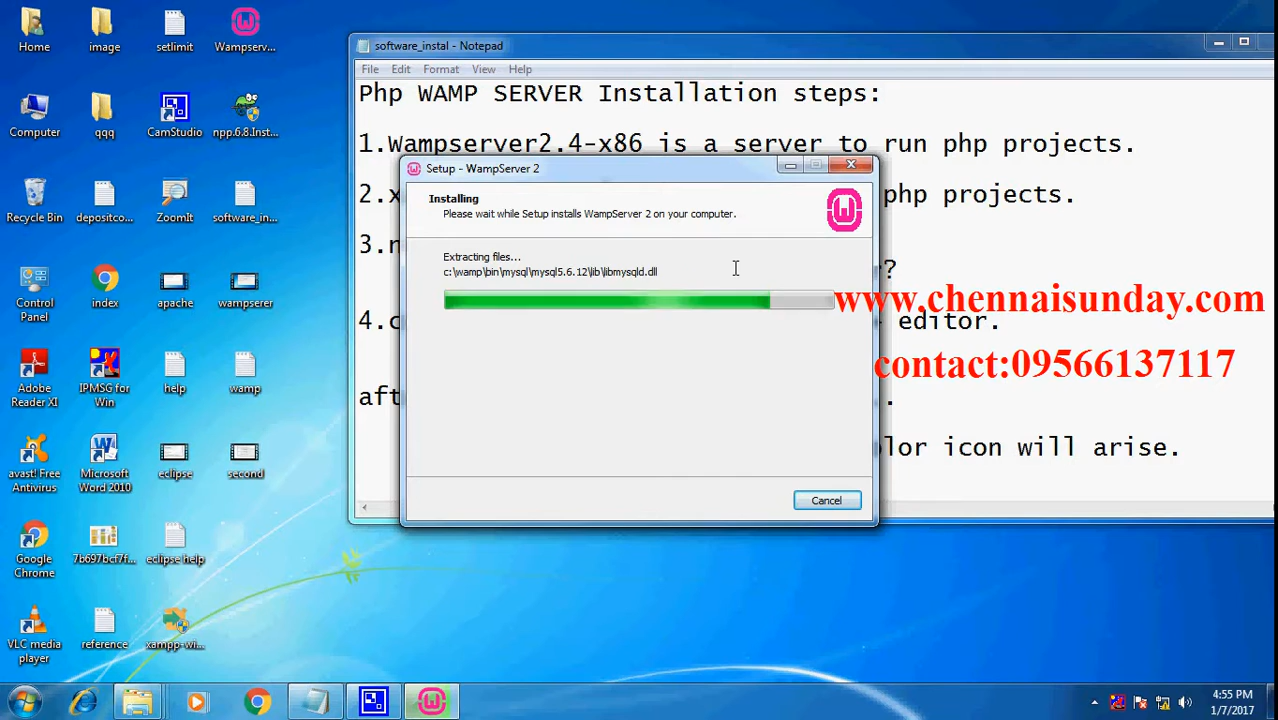 Home
image
setlimit
Wampserv...
Computer
qqq
CamStudio
npp.6.8.Inst...
Recycle Bin
depositco...
ZoomIt
software_in...
Control
Panel
index
apache
wampserer
Adobe
Reader XI
IPMSG for
Win
help
wamp
avast! Free
Antivirus
Microsoft
Word 2010
eclipse
second
Google
Chrome
7b697bcf7f...
eclipse help
VLC media
player
reference
xampp-wi...
software_instal - Notepad
File Edit Format View Help
Php WAMP SERVER Installation steps:
1.Wampserver2.4-x86 is a server to run php projects.
2.x
php projects.
3.n
?
4.c
editor.
aft
.
olor icon will arise.
Setup - WampServer 2
Installing
Please wait while Setup installs WampServer 2 on your computer.
Extracting files...
c:\wamp\bin\mysql\mysql5.6.12\lib\libmysqld.dll
Cancel
www.chennaisunday.com
contact:09566137117
4:55 PM
1/7/2017